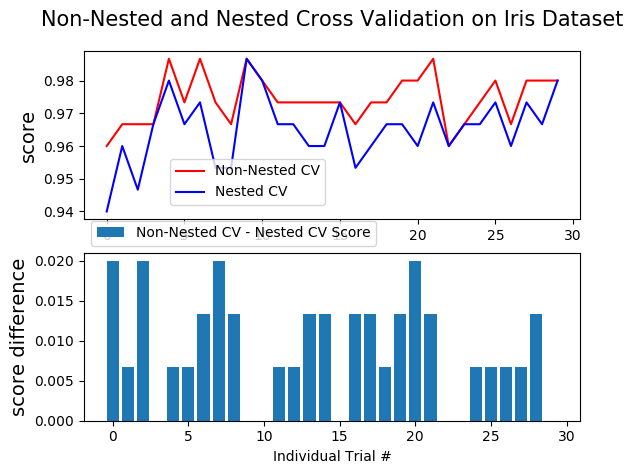 Non-Nested and Nested Cross Validation on Iris Dataset
0.98
0.97
0.96
0.95
0.94
score
Non-Nested CV
Nested CV
0 5 10 15 20 25 30
Non-Nested CV - Nested CV Score
0.020
0.015
0.010
0.005
0.000
score difference
0 5 10 15 20 25 30
Individual Trial #